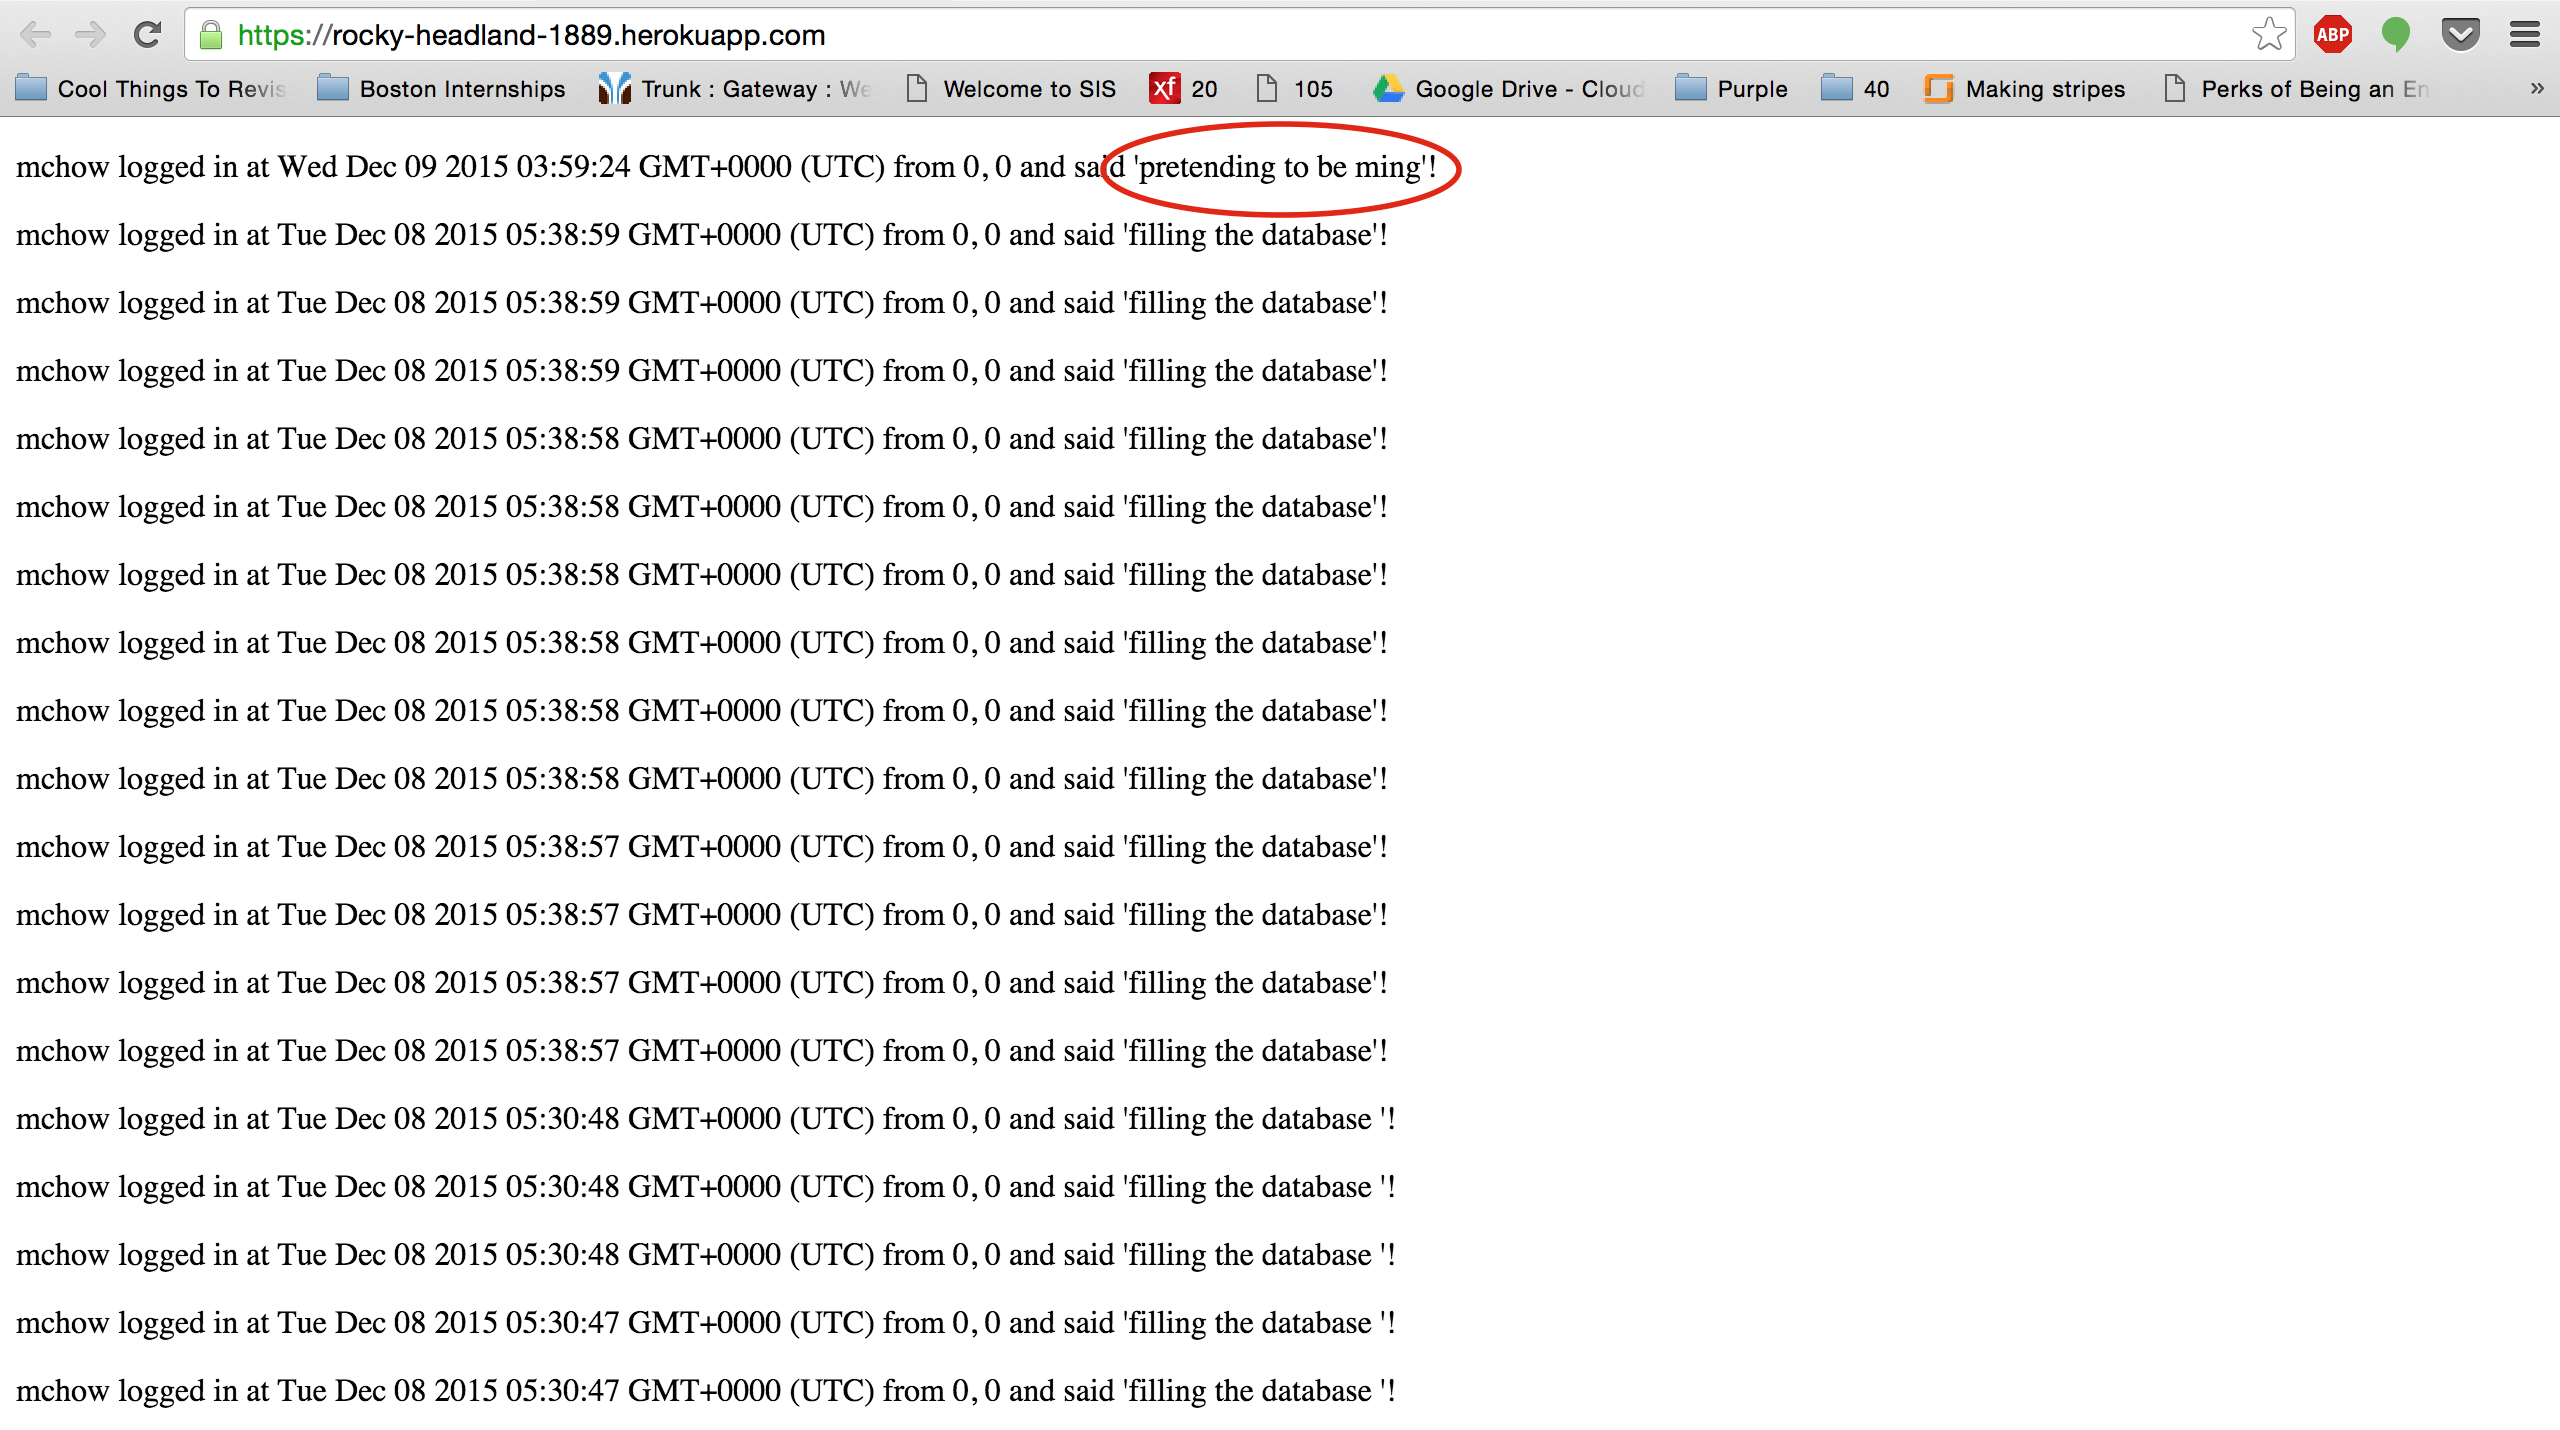 https://rocky-headland-1889.herokuapp.com ABP
Cool Things To Revis Boston Internships Trunk : Gateway : We Welcome to SIS xf 20 105 Google Drive - Cloud Purple 40 Making stripes Perks of Being an En »
mchow logged in at Wed Dec 09 2015 03:59:24 GMT+0000 (UTC) from 0, 0 and said 'pretending to be ming'!
mchow logged in at Tue Dec 08 2015 05:38:59 GMT+0000 (UTC) from 0, 0 and said 'filling the database'!
mchow logged in at Tue Dec 08 2015 05:38:59 GMT+0000 (UTC) from 0, 0 and said 'filling the database'!
mchow logged in at Tue Dec 08 2015 05:38:59 GMT+0000 (UTC) from 0, 0 and said 'filling the database'!
mchow logged in at Tue Dec 08 2015 05:38:58 GMT+0000 (UTC) from 0, 0 and said 'filling the database'!
mchow logged in at Tue Dec 08 2015 05:38:58 GMT+0000 (UTC) from 0, 0 and said 'filling the database'!
mchow logged in at Tue Dec 08 2015 05:38:58 GMT+0000 (UTC) from 0, 0 and said 'filling the database'!
mchow logged in at Tue Dec 08 2015 05:38:58 GMT+0000 (UTC) from 0, 0 and said 'filling the database'!
mchow logged in at Tue Dec 08 2015 05:38:58 GMT+0000 (UTC) from 0, 0 and said 'filling the database'!
mchow logged in at Tue Dec 08 2015 05:38:58 GMT+0000 (UTC) from 0, 0 and said 'filling the database'!
mchow logged in at Tue Dec 08 2015 05:38:57 GMT+0000 (UTC) from 0, 0 and said 'filling the database'!
mchow logged in at Tue Dec 08 2015 05:38:57 GMT+0000 (UTC) from 0, 0 and said 'filling the database'!
mchow logged in at Tue Dec 08 2015 05:38:57 GMT+0000 (UTC) from 0, 0 and said 'filling the database'!
mchow logged in at Tue Dec 08 2015 05:38:57 GMT+0000 (UTC) from 0, 0 and said 'filling the database'!
mchow logged in at Tue Dec 08 2015 05:30:48 GMT+0000 (UTC) from 0, 0 and said 'filling the database '!
mchow logged in at Tue Dec 08 2015 05:30:48 GMT+0000 (UTC) from 0, 0 and said 'filling the database '!
mchow logged in at Tue Dec 08 2015 05:30:48 GMT+0000 (UTC) from 0, 0 and said 'filling the database '!
mchow logged in at Tue Dec 08 2015 05:30:47 GMT+0000 (UTC) from 0, 0 and said 'filling the database '!
mchow logged in at Tue Dec 08 2015 05:30:47 GMT+0000 (UTC) from 0, 0 and said 'filling the database '!